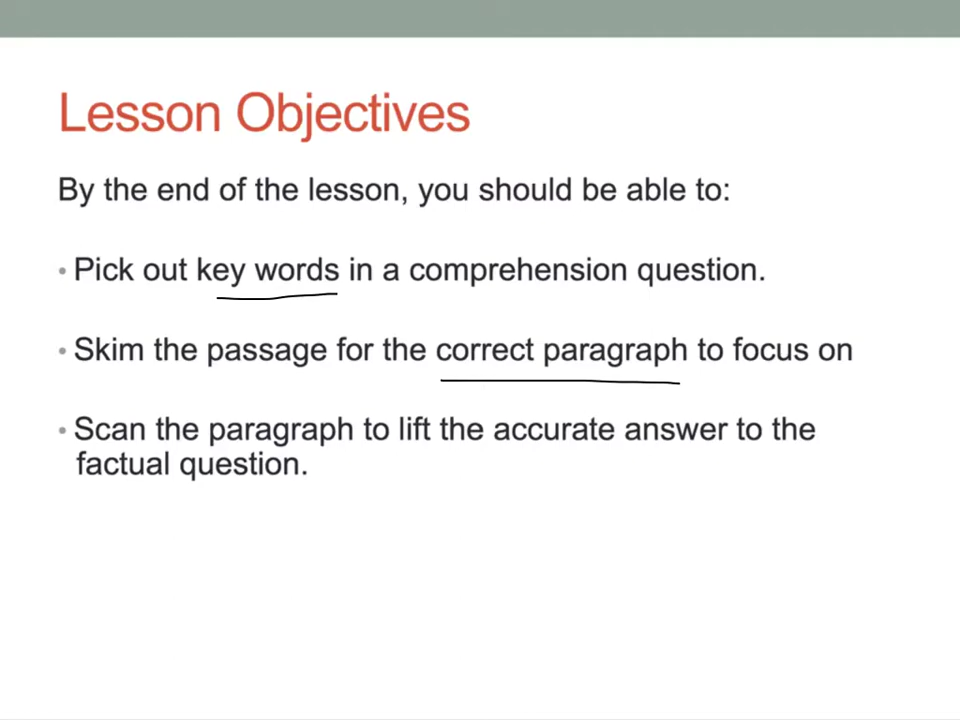 Lesson Objectives
By the end of the lesson, you should be able to:
• Pick out key words in a comprehension question.
• Skim the passage for the correct paragraph to focus on
• Scan the paragraph to lift the accurate answer to the
factual question.